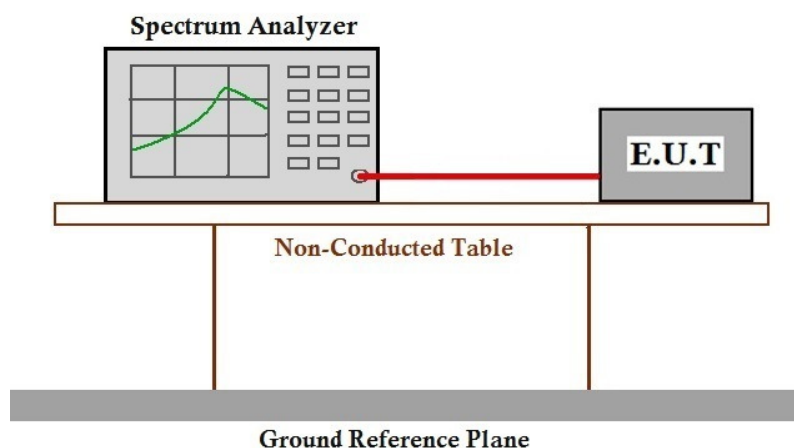 Spectrum Analyzer
E.U.T
Non-Conducted Table
Ground Reference Plane